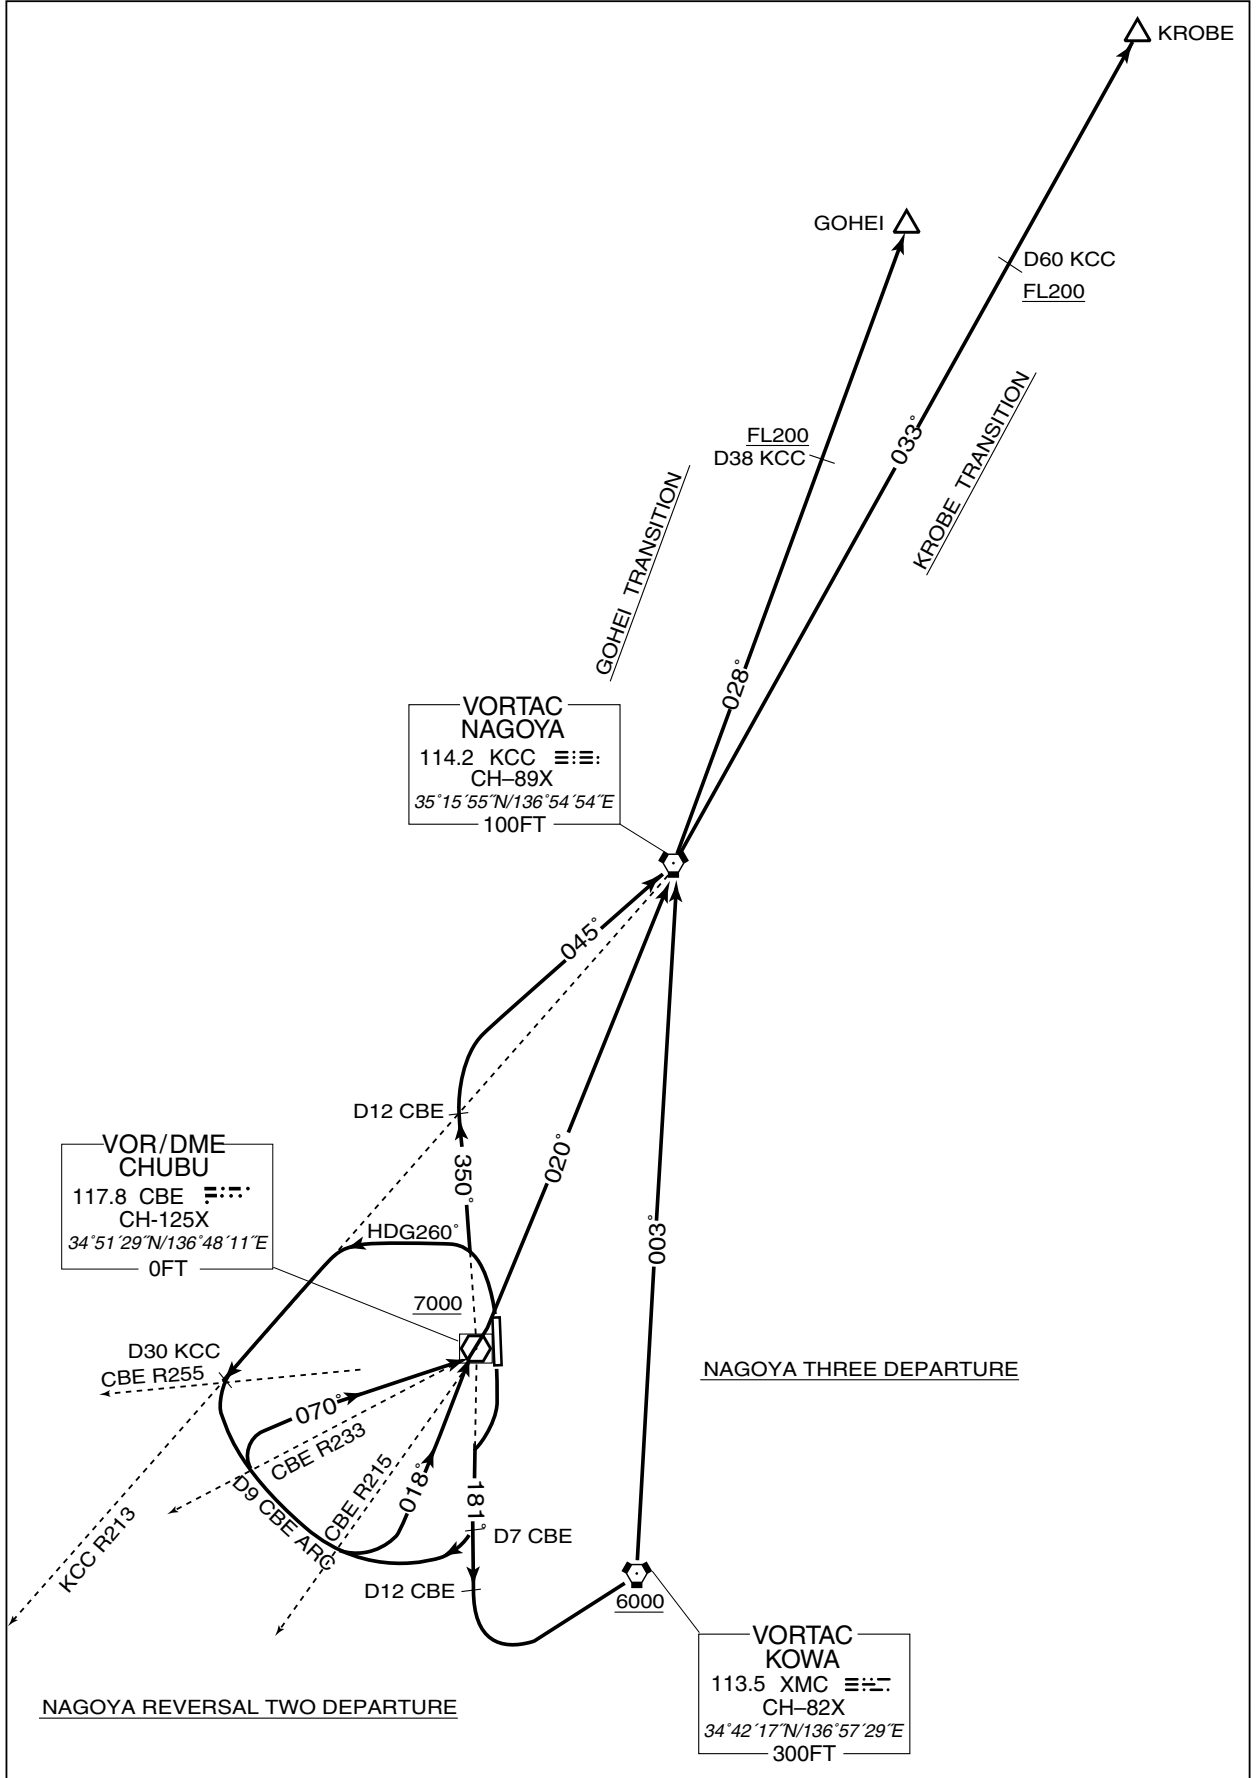 KROBE
GOHEI
D60 KCC
FL200
FL200
D38 KCC
033°
KROBE TRANSITION
GOHEI TRANSITION
028°
VORTAC
NAGOYA
114.2 KCC
CH–89X
35°15´55˝N/136°54´54˝E
100FT
045°
D12 CBE
VOR/DME
CHUBU
117.8 CBE
CH-125X
34°51´29˝N/136°48´11˝E
0FT
350°
020°
003°
HDG260°
7000
D30 KCC
CBE R255
NAGOYA THREE DEPARTURE
070°
CBE R233
CBE R215
018°
D9 CBE ARC
181°
D7 CBE
KCC R213
D12 CBE
6000
VORTAC
KOWA
113.5 XMC
CH–82X
34°42´17˝N/136°57´29˝E
300FT
NAGOYA REVERSAL TWO DEPARTURE